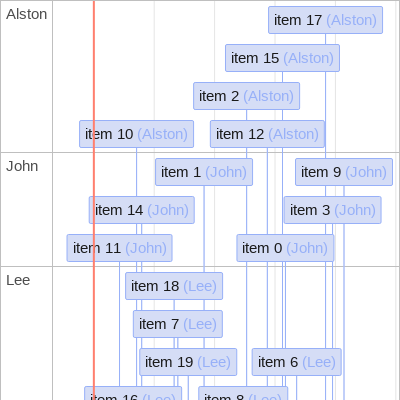 Alston
item 17 (Alston)
item 15 (Alston)
item 2 (Alston)
item 10 (Alston)
item 12 (Alston)
John
item 1 (John)
item 9 (John)
item 14 (John)
item 3 (John)
item 11 (John)
item 0 (John)
Lee
item 18 (Lee)
item 7 (Lee)
item 19 (Lee)
item 6 (Lee)
item 16 (Lee)
item 8 (Lee)